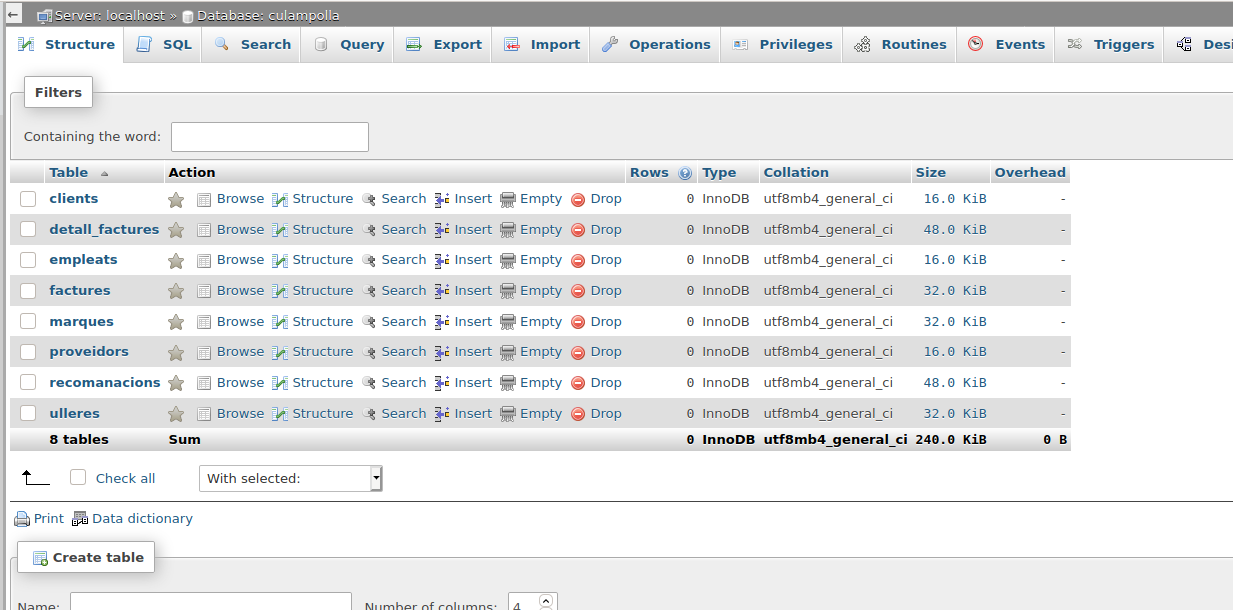 Server: localhost » Database: culampolla
Structure SQL Search Query Export Import Operations Privileges Routines Events Triggers
Filters
Containing the word:
Table Action Rows Type Collation Size Overhead
clients Browse Structure Search Insert Empty Drop 0 InnoDB utf8mb4_general_ci 16.0 KiB -
detall_factures Browse Structure Search Insert Empty Drop 0 InnoDB utf8mb4_general_ci 48.0 KiB -
empleats Browse Structure Search Insert Empty Drop 0 InnoDB utf8mb4_general_ci 16.0 KiB -
factures Browse Structure Search Insert Empty Drop 0 InnoDB utf8mb4_general_ci 32.0 KiB -
marques Browse Structure Search Insert Empty Drop 0 InnoDB utf8mb4_general_ci 32.0 KiB -
proveidors Browse Structure Search Insert Empty Drop 0 InnoDB utf8mb4_general_ci 16.0 KiB -
recomanacions Browse Structure Search Insert Empty Drop 0 InnoDB utf8mb4_general_ci 48.0 KiB -
ulleres Browse Structure Search Insert Empty Drop 0 InnoDB utf8mb4_general_ci 32.0 KiB -
8 tables Sum 0 InnoDB utf8mb4_general_ci 240.0 KiB 0 B
Check all With selected:
Print Data dictionary
Create table
Name: Number of columns: 4